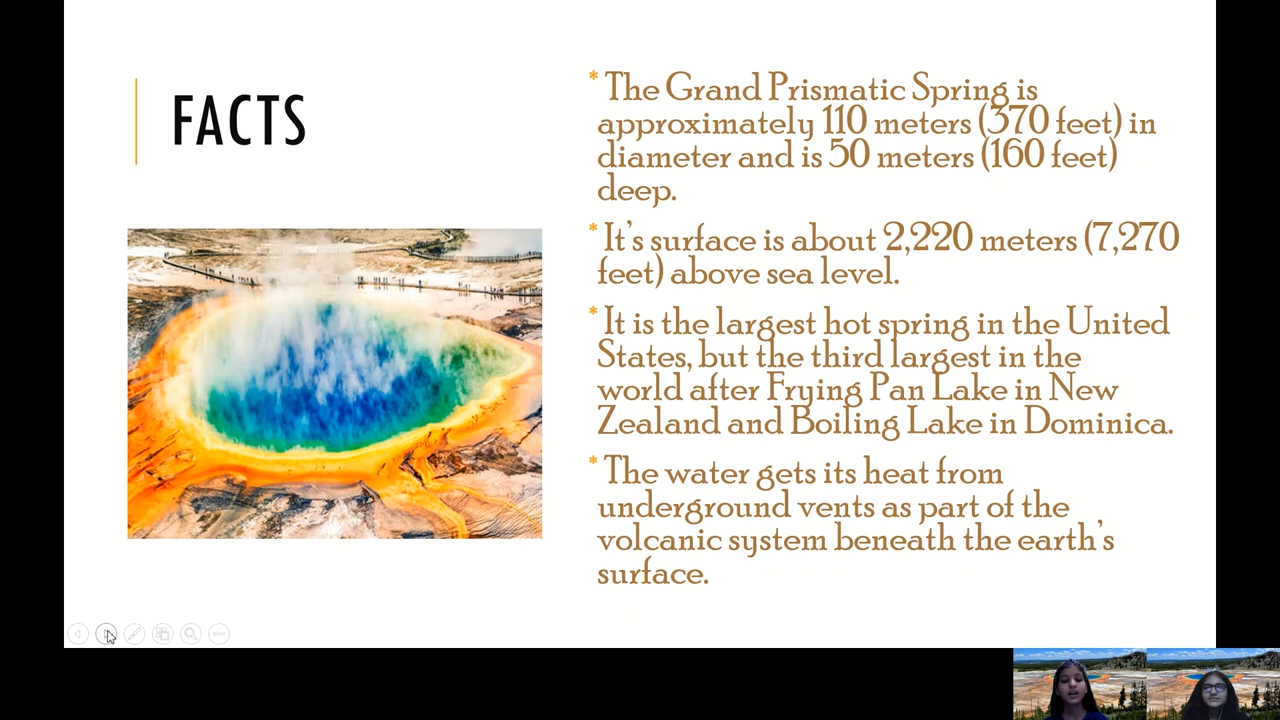 FACTS
* The Grand Prismatic Spring is
approximately 110 meters (370 feet) in
diameter and is 50 meters (160 feet)
deep.
* It's surface is about 2,220 meters (7,270
feet) above sea level.
* It is the largest hot spring in the United
States, but the third largest in the
world after Frying Pan Lake in New
Zealand and Boiling Lake in Dominica.
* The water gets its heat from
underground vents as part of the
volcanic system beneath the earth's
surface.